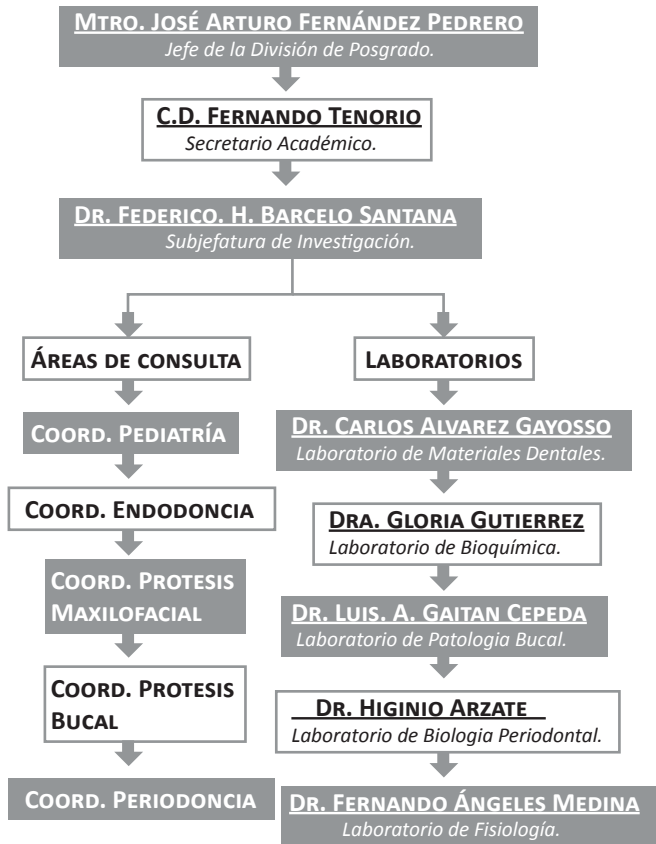 MTRO. JOSÉ ARTURO FERNÁNDEZ PEDRERO
Jefe de la División de Posgrado.
C.D. FERNANDO TENORIO
Secretario Académico.
DR. FEDERICO. H. BARCELO SANTANA
Subjefatura de Investigación.
ÁREAS DE CONSULTA
COORD. PEDIATRÍA
COORD. ENDODONCIA
COORD. PROTESIS
MAXILOFACIAL
COORD. PROTESIS
BUCAL
COORD. PERIODONCIA
LABORATORIOS
DR. CARLOS ALVAREZ GAYOSSO
Laboratorio de Materiales Dentales.
DRA. GLORIA GUTIERREZ
Laboratorio de Bioquímica.
DR. LUIS. A. GAITAN CEPEDA
Laboratorio de Patologia Bucal.
DR. HIGINIO ARZATE
Laboratorio de Biologia Periodontal.
DR. FERNANDO ÁNGELES MEDINA
Laboratorio de Fisiología.